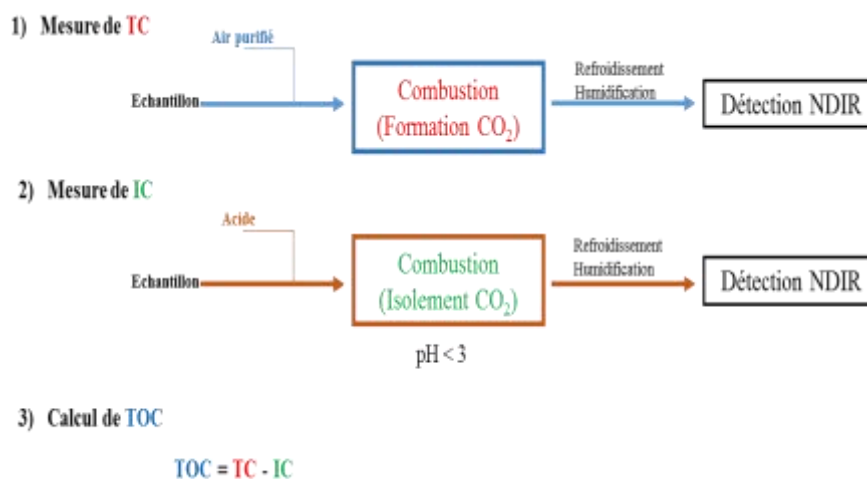 1) Mesure de TC
Air purifié
Echantillon
Combustion
(Formation CO₂)
Refroidissement
Humidification
Détection NDIR
2) Mesure de IC
Acide
Echantillon
Combustion
(Isolement CO₂)
Refroidissement
Humidification
Détection NDIR
pH < 3
3) Calcul de TOC
TOC = TC - IC